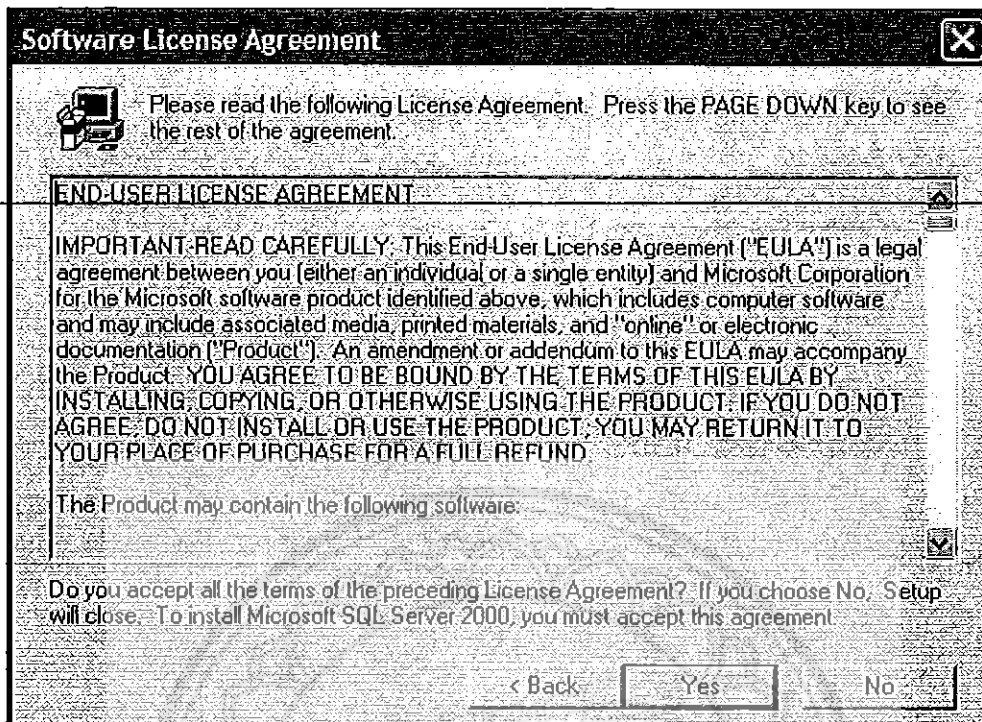 Software License Agreement
Please read the following License Agreement. Press the PAGE DOWN key to see
the rest of the agreement.
END-USER LICENSE AGREEMENT
IMPORTANT-READ CAREFULLY: This End-User License Agreement ("EULA") is a legal
agreement between you (either an individual or a single entity) and Microsoft Corporation
for the Microsoft software product identified above, which includes computer software
and may include associated media, printed materials, and "online" or electronic
documentation ("Product"). An amendment or addendum to this EULA may accompany
the Product. YOU AGREE TO BE BOUND BY THE TERMS OF THIS EULA BY
INSTALLING, COPYING, OR OTHERWISE USING THE PRODUCT. IF YOU DO NOT
AGREE, DO NOT INSTALL OR USE THE PRODUCT; YOU MAY RETURN IT TO
YOUR PLACE OF PURCHASE FOR A FULL REFUND.
The Product may contain the following software:
Do you accept all the terms of the preceding License Agreement? If you choose No, Setup
will close. To install Microsoft SQL Server 2000, you must accept this agreement.
< Back Yes No